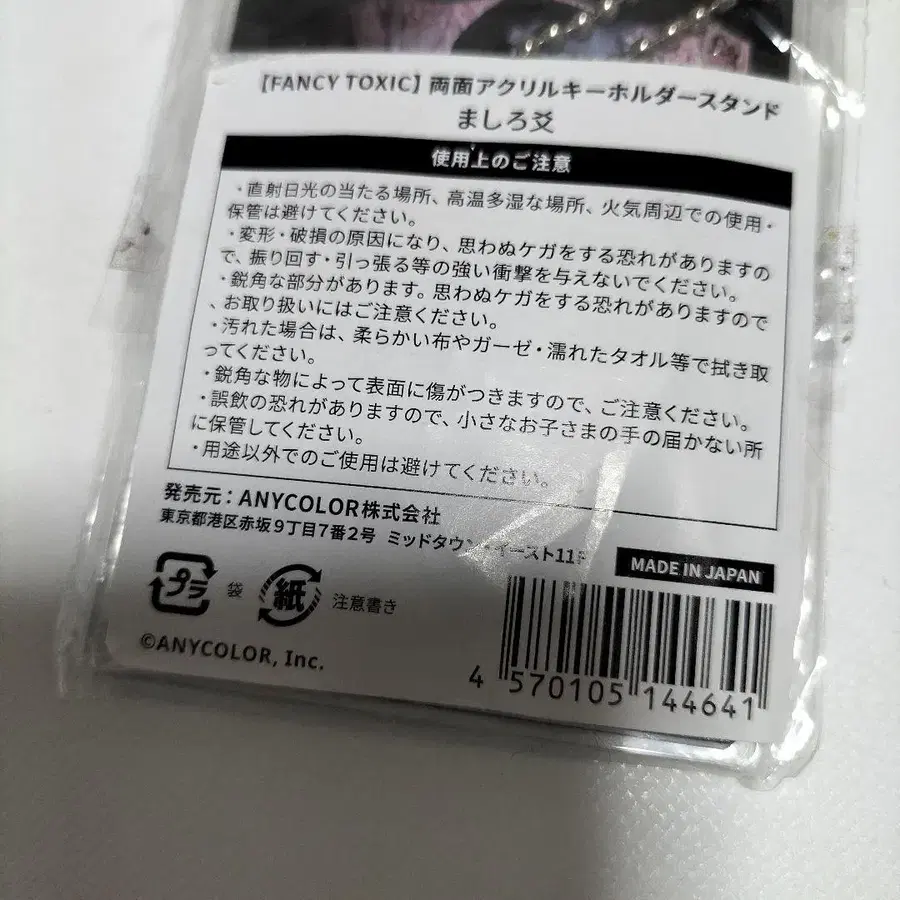 【FANCY TOXIC】両面アクリルキーホルダースタンド
ましろ爻
使用上のご注意
・直射日光の当たる場所、高温多湿な場所、火気周辺での使用・
保管は避けてください。
・変形・破損の原因になり、思わぬケガをする恐れがありますの
で、振り回す・引っ張る等の強い衝撃を与えないでください。
・鋭角な部分があります。思わぬケガをする恐れがありますので
、お取り扱いにはご注意ください。
・汚れた場合は、柔らかい布やガーゼ・濡れたタオル等で拭き取
ってください。
・鋭角な物によって表面に傷がつきますので、ご注意ください。
・誤飲の恐れがありますので、小さなお子さまの手の届かない所
に保管してください。
・用途以外でのご使用は避けてください。
発売元：ANYCOLOR株式会社
東京都港区赤坂9丁目7番2号 ミッドタウン・イースト11F
MADE IN JAPAN
プラ 袋 紙 注意書き
©ANYCOLOR, Inc.
4 570105 144641